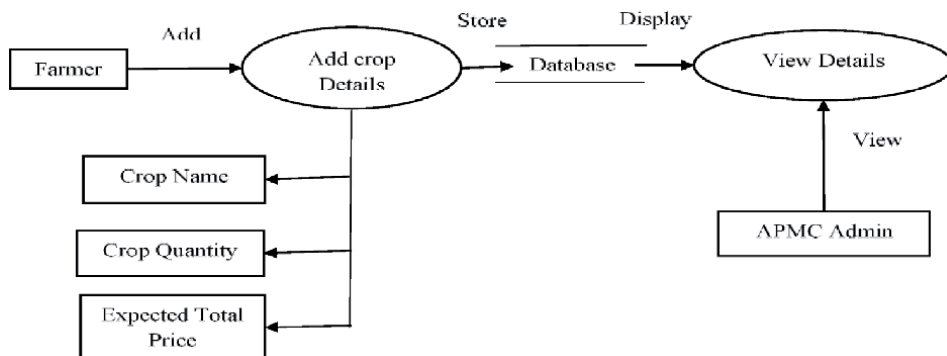 Farmer
Add
Add crop
Details
Store
Database
Display
View Details
View
APMC Admin
Crop Name
Crop Quantity
Expected Total
Price